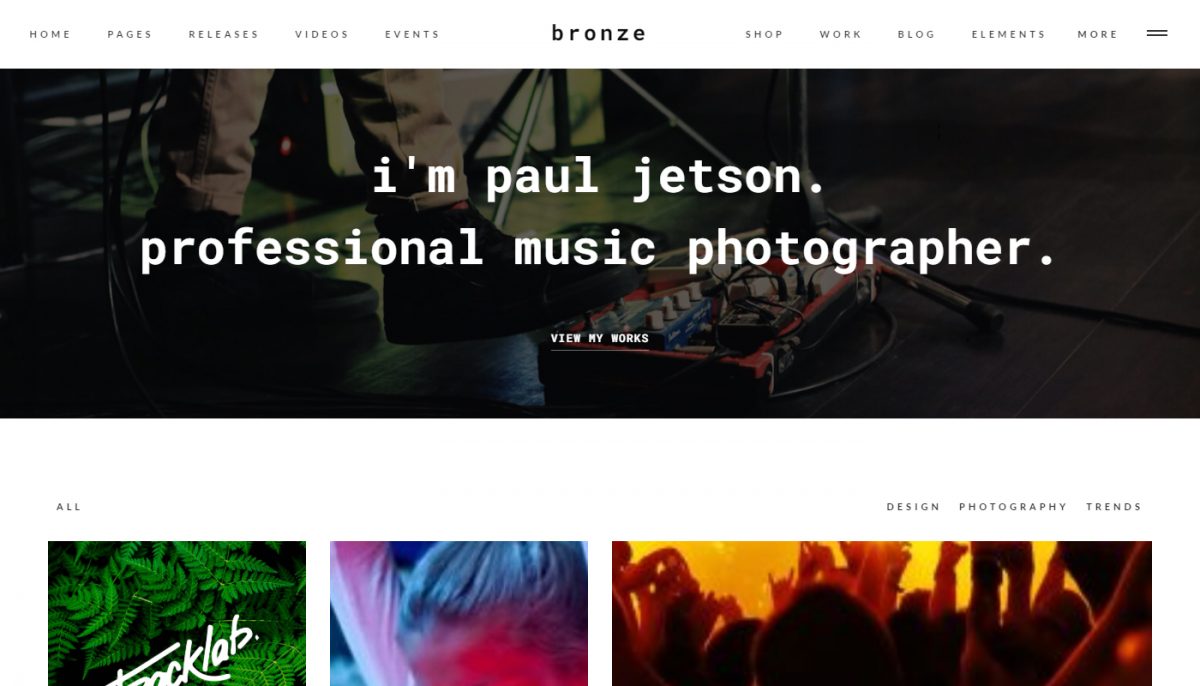 HOME PAGES RELEASES VIDEOS EVENTS bronze SHOP WORK BLOG ELEMENTS MORE
i'm paul jetson.
professional music photographer.
VIEW MY WORKS
ALL DESIGN PHOTOGRAPHY TRENDS
tracklab.